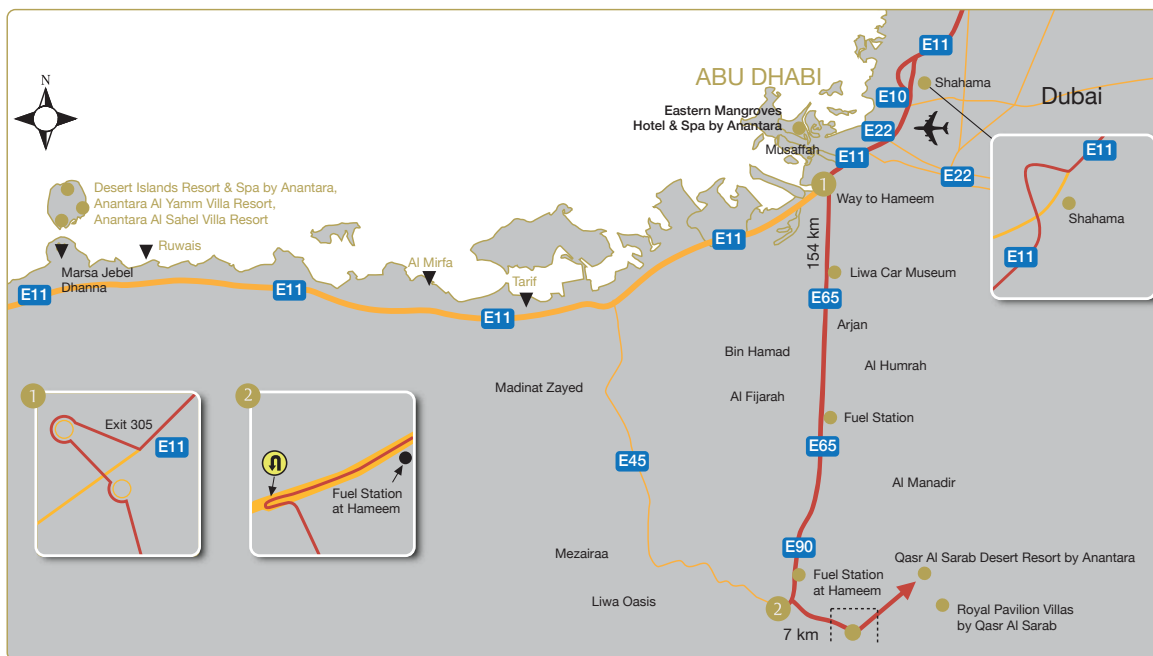 N
ABU DHABI
E11
Shahama
E10
Dubai
Eastern Mangroves
Hotel & Spa by Anantara
E22
Musaffah
E11
E22
E11
Shahama
E11
1
Way to Hameem
Desert Islands Resort & Spa by Anantara,
Anantara Al Yamm Villa Resort,
Anantara Al Sahel Villa Resort
Ruwais
Marsa Jebel
Dhanna
Al Mirfa
Tarif
E11
E11
E11
E11
154 km
Liwa Car Museum
E65
Arjan
Bin Hamad
Al Humrah
Madinat Zayed
Al Fijarah
Fuel Station
E65
E45
Al Manadir
1
Exit 305
E11
2
Fuel Station
at Hameem
Mezairaa
E90
Qasr Al Sarab Desert Resort by Anantara
Fuel Station
at Hameem
Liwa Oasis
2
7 km
Royal Pavilion Villas
by Qasr Al Sarab